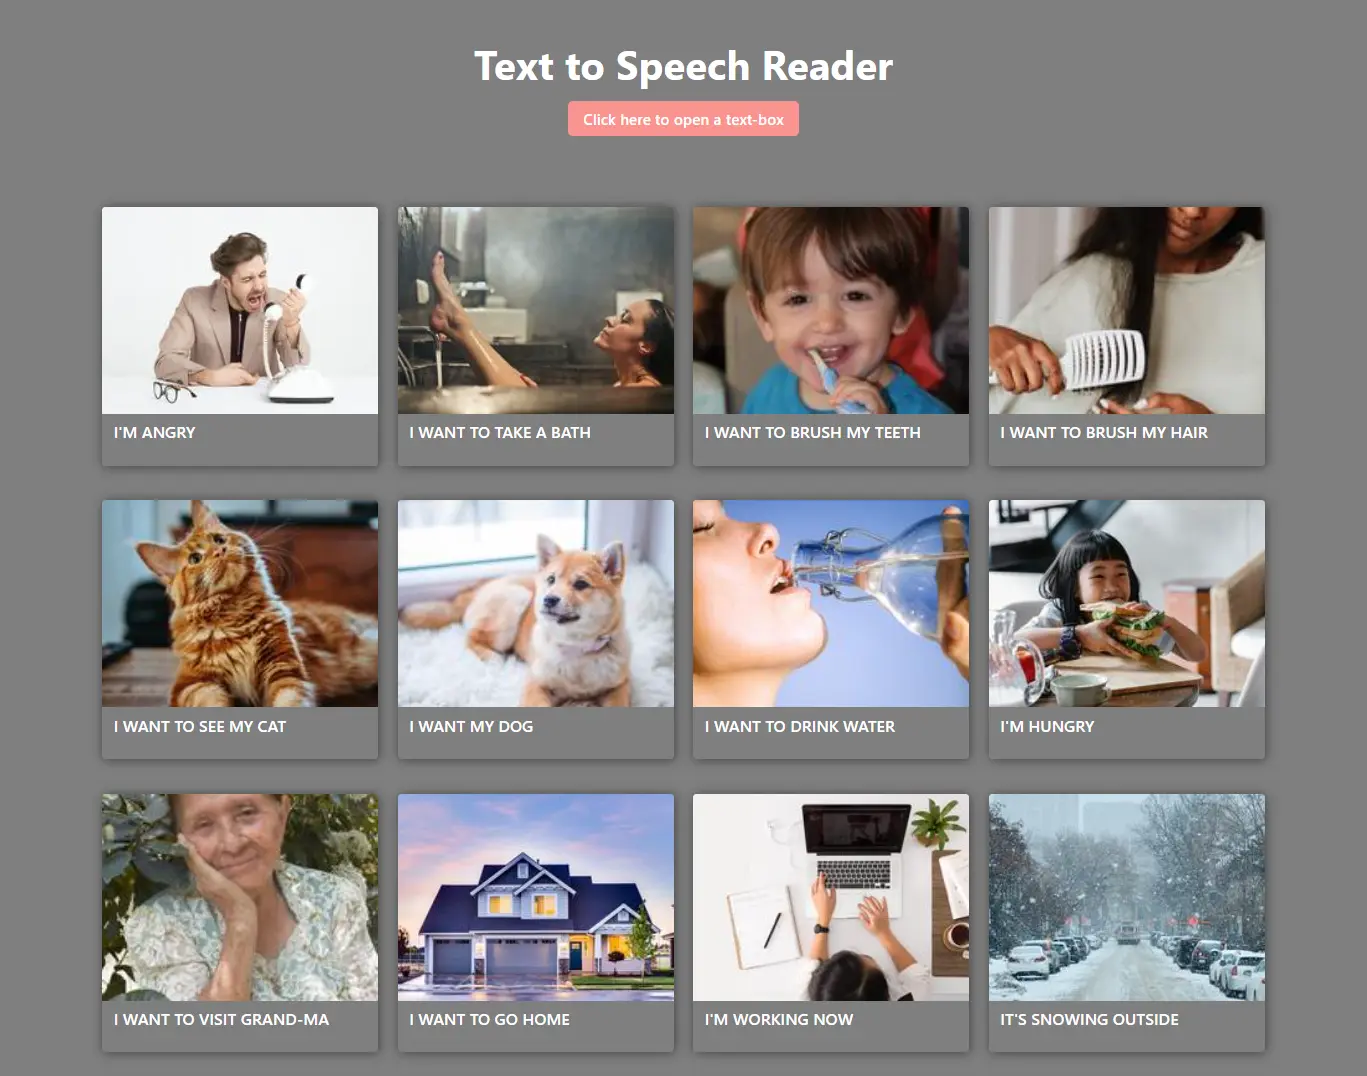 Text to Speech Reader
Click here to open a text-box
I'M ANGRY
I WANT TO TAKE A BATH
I WANT TO BRUSH MY TEETH
I WANT TO BRUSH MY HAIR
I WANT TO SEE MY CAT
I WANT MY DOG
I WANT TO DRINK WATER
I'M HUNGRY
I WANT TO VISIT GRAND-MA
I WANT TO GO HOME
I'M WORKING NOW
IT'S SNOWING OUTSIDE